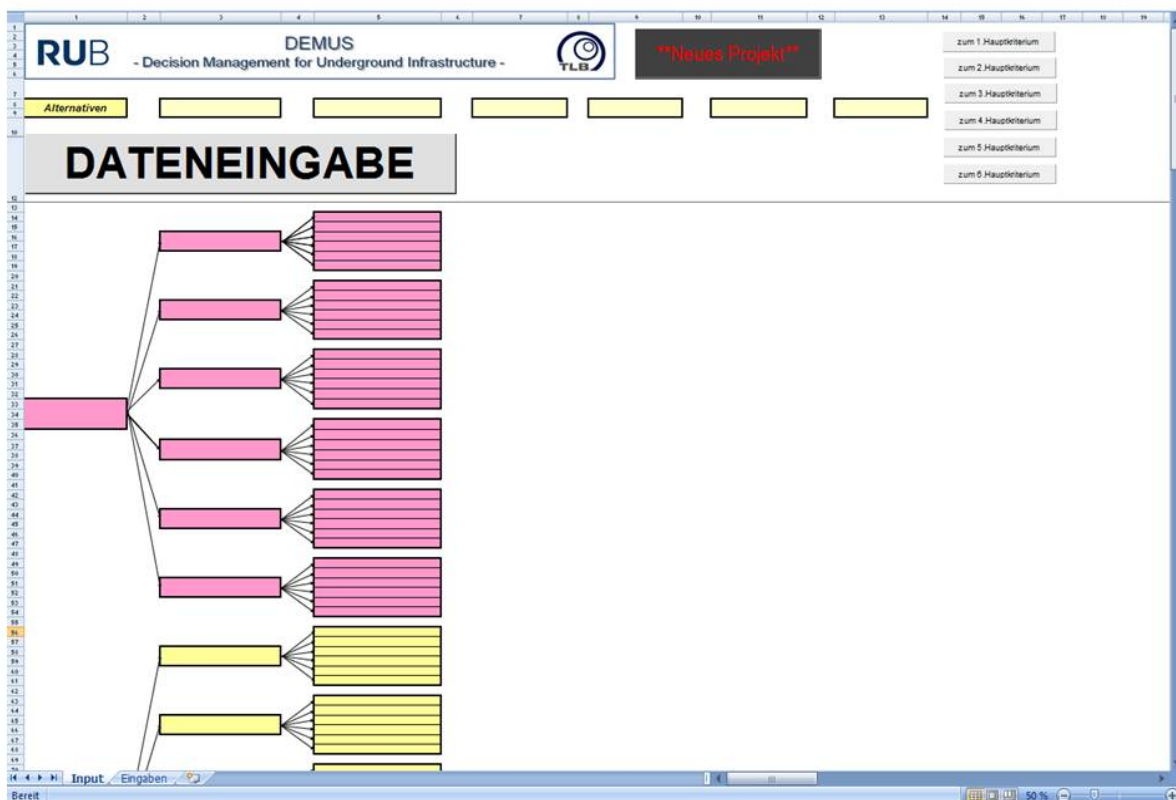 RUB
DEMUS
- Decision Management for Underground Infrastructure -
TLB
**Neues Projekt**
zum 1.Hauptkriterium
zum 2.Hauptkriterium
zum 3.Hauptkriterium
zum 4.Hauptkriterium
zum 5.Hauptkriterium
zum 6.Hauptkriterium
Alternativen
DATENEINGABE
Input
Eingaben
Bereit
50 %